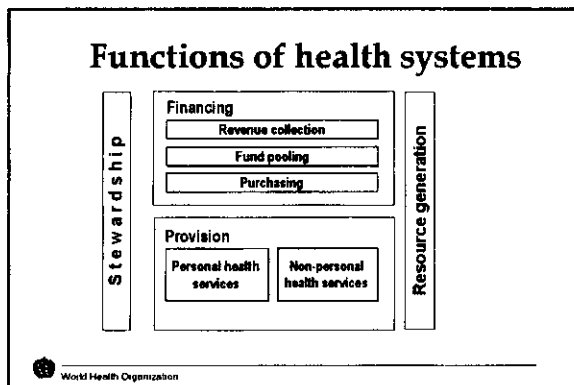 Functions of health systems
Stewardship
Financing
Revenue collection
Fund pooling
Purchasing
Provision
Personal health
services
Non-personal
health services
Resource generation
World Health Organization